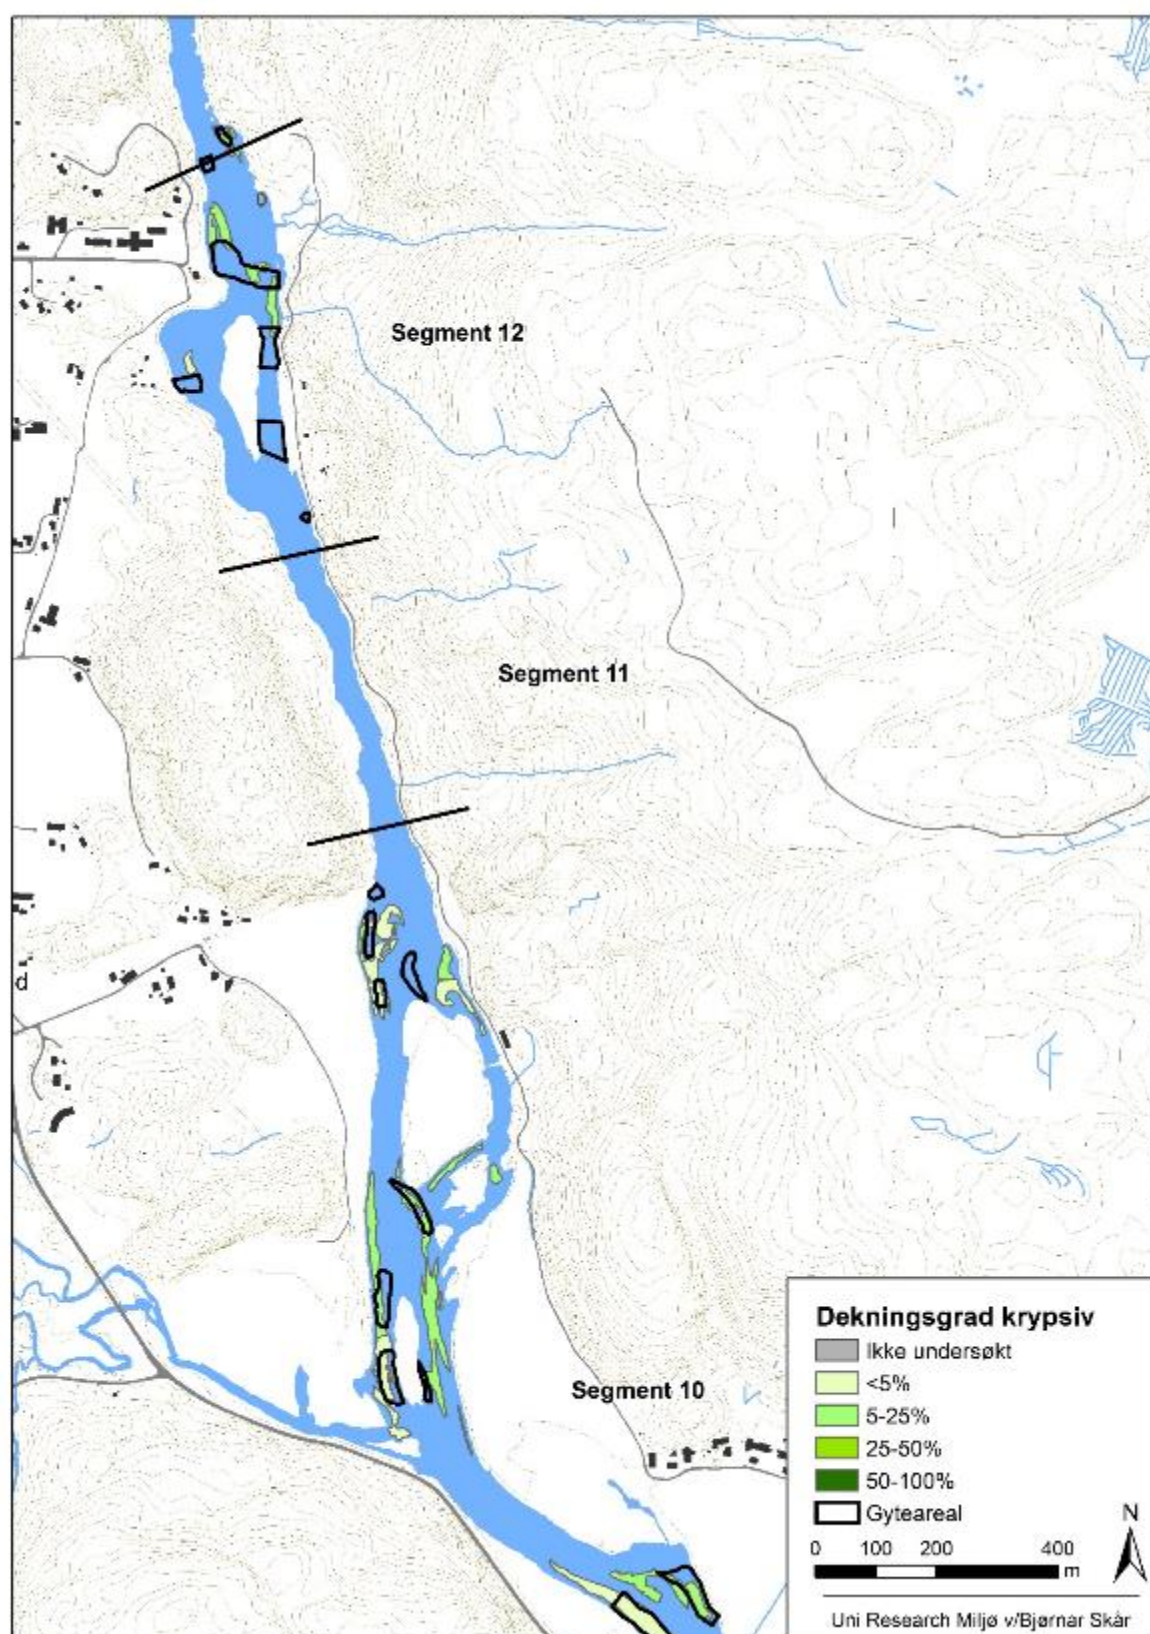 Segment 12
Segment 11
d
Segment 10
Dekningsgrad krypsiv
Ikke undersøkt
<5%
5-25%
25-50%
50-100%
Gyteareal
N
0 100 200 400
m
Uni Research Miljø v/Bjørnar Skår